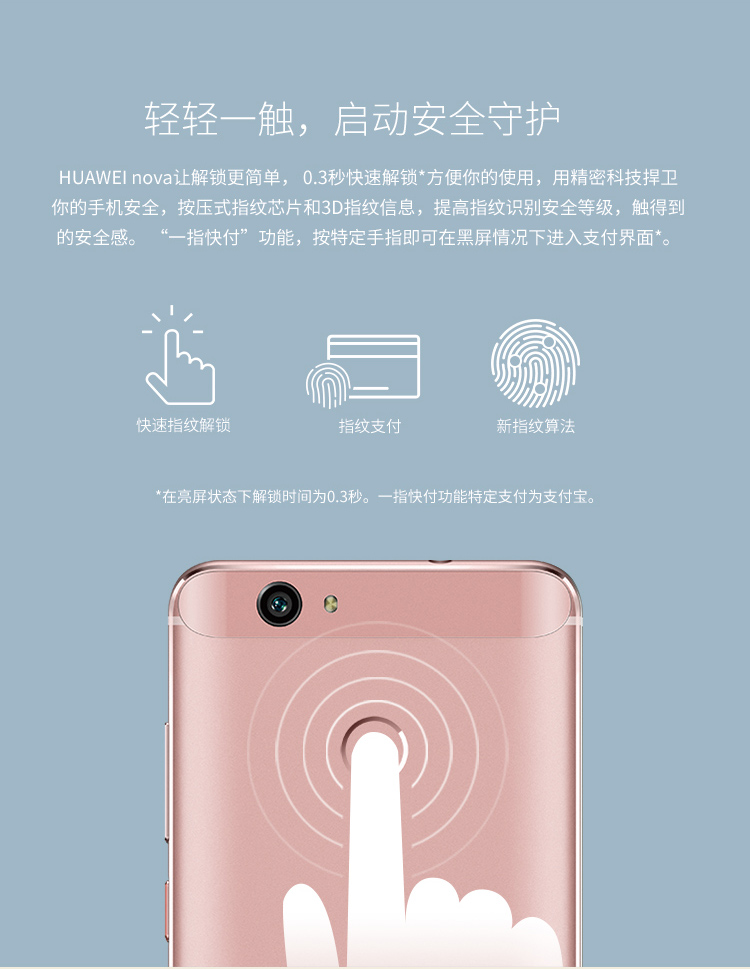 轻轻一触，启动安全守护
HUAWEI nova让解锁更简单， 0.3秒快速解锁*方便你的使用，用精密科技捍卫
你的手机安全，按压式指纹芯片和3D指纹信息，提高指纹识别安全等级，触得到
的安全感。 “一指快付”功能，按特定手指即可在黑屏情况下进入支付界面*。
快速指纹解锁
指纹支付
新指纹算法
*在亮屏状态下解锁时间为0.3秒。一指快付功能特定支付为支付宝。